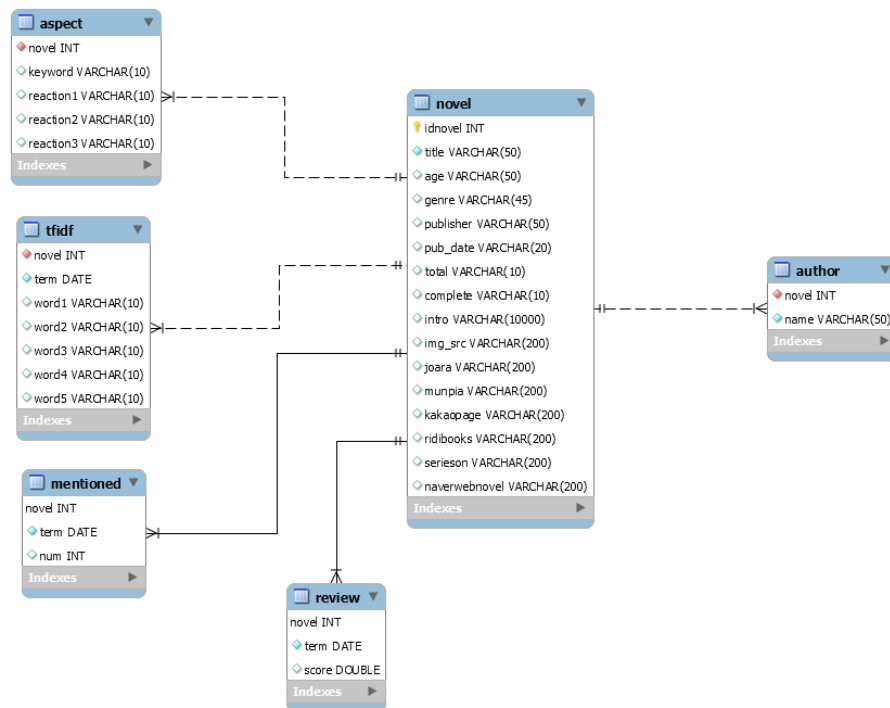 aspect
novel INT
keyword VARCHAR(10)
reaction1 VARCHAR(10)
reaction2 VARCHAR(10)
reaction3 VARCHAR(10)
Indexes
tfidf
novel INT
term DATE
word1 VARCHAR(10)
word2 VARCHAR(10)
word3 VARCHAR(10)
word4 VARCHAR(10)
word5 VARCHAR(10)
Indexes
mentioned
novel INT
term DATE
num INT
Indexes
novel
idnovel INT
title VARCHAR(50)
age VARCHAR(50)
genre VARCHAR(45)
publisher VARCHAR(50)
pub_date VARCHAR(20)
total VARCHAR(10)
complete VARCHAR(10)
intro VARCHAR(10000)
img_src VARCHAR(200)
joara VARCHAR(200)
munpia VARCHAR(200)
kakaopage VARCHAR(200)
ridibooks VARCHAR(200)
serieson VARCHAR(200)
naverwebnovel VARCHAR(200)
Indexes
review
novel INT
term DATE
score DOUBLE
Indexes
author
novel INT
name VARCHAR(50)
Indexes